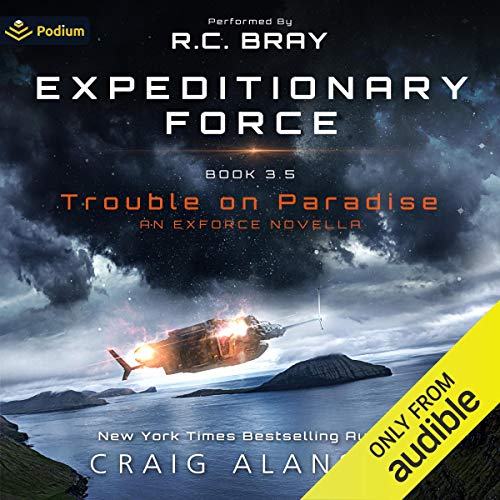 Podium
Performed By
R.C. BRAY
EXPEDITIONARY
FORCE
BOOK 3.5
Trouble on Paradise
AN EXFORCE NOVELLA
New York Times Bestselling Au
CRAIG ALANS
ONLY FROM
audible